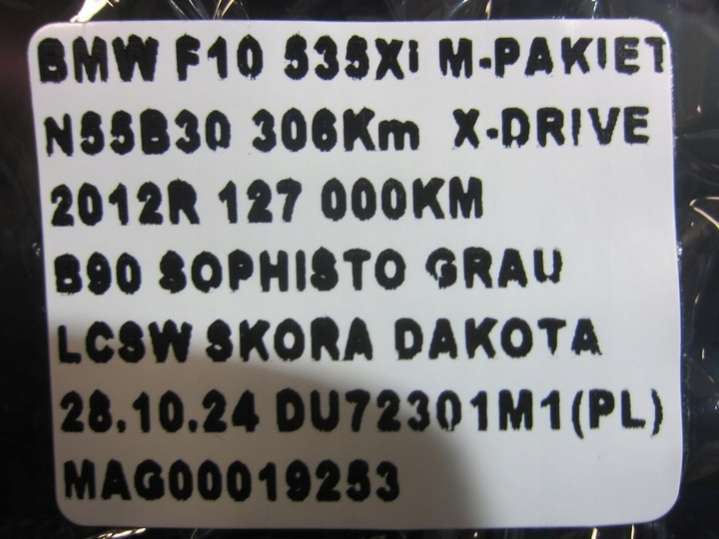 BMW F10 535Xi M-PAKIET
N55B30 306Km X-DRIVE
2012R 127 000KM
B90 SOPHISTO GRAU
LCSW SKORA DAKOTA
28.10.24 DU72301M1(PL)
MAG00019253